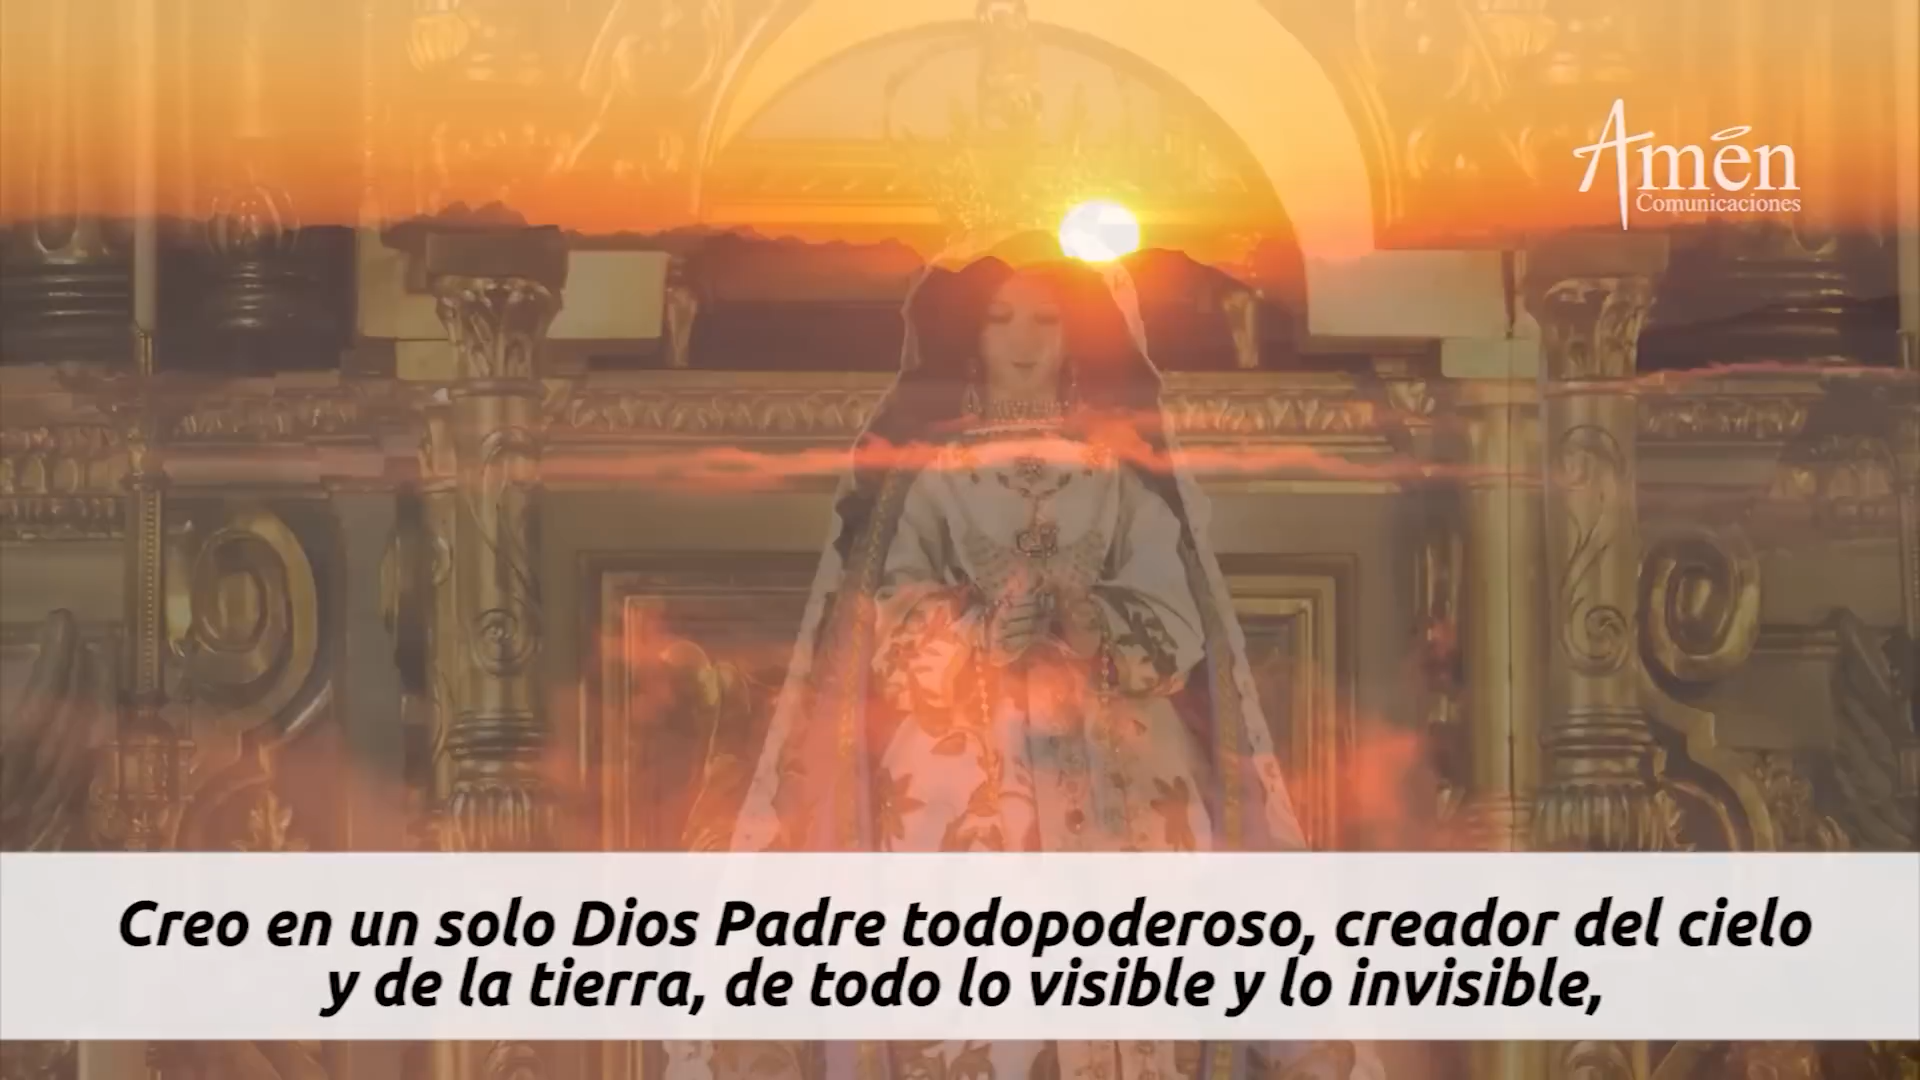 Amén
Comunicaciones
Creo en un solo Dios Padre todopoderoso, creador del cielo
y de la tierra, de todo lo visible y lo invisible,